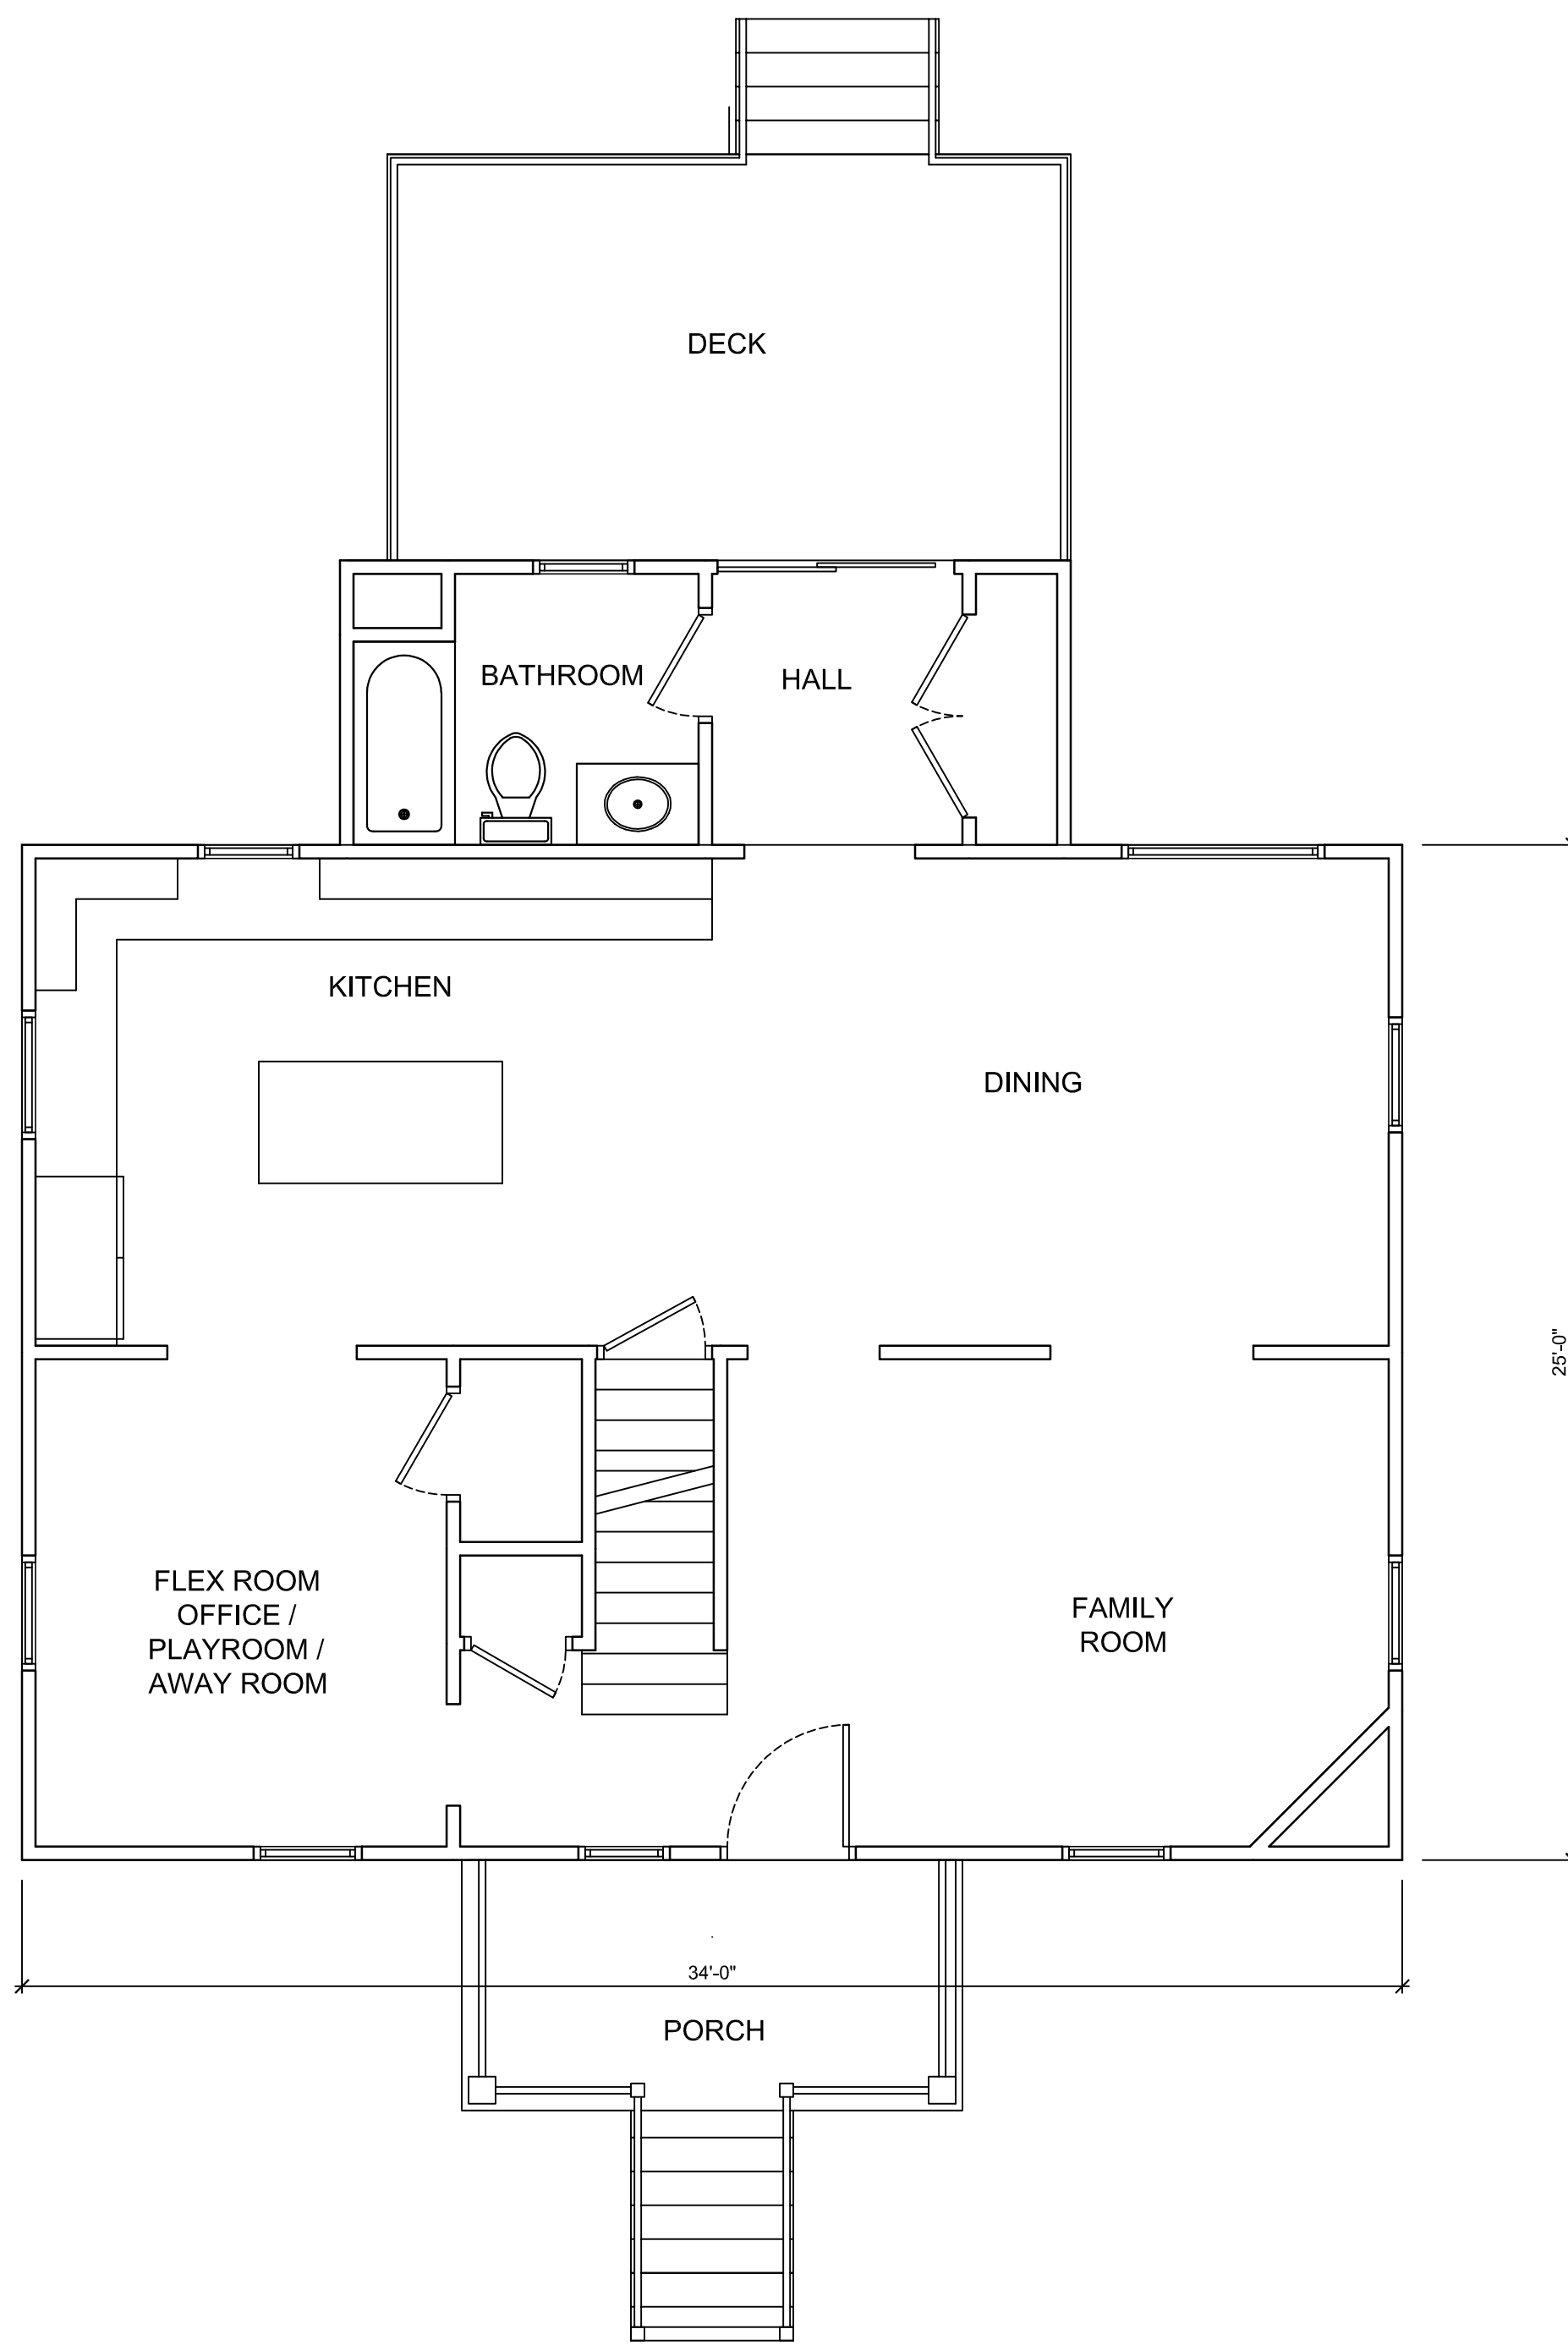 DECK
BATHROOM
HALL
KITCHEN
DINING
25'-0"
FLEX ROOM
OFFICE /
PLAYROOM /
AWAY ROOM
FAMILY
ROOM
34'-0"
PORCH